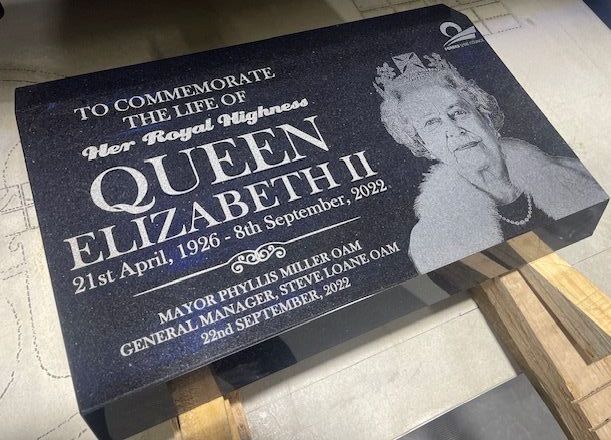 TO COMMEMORATE
THE LIFE OF
Her Royal Highness
QUEEN
ELIZABETH II
21st April, 1926 - 8th September, 2022
MAYOR PHYLLIS MILLER OAM
GENERAL MANAGER, STEVE LOANE OAM
22nd SEPTEMBER, 2022